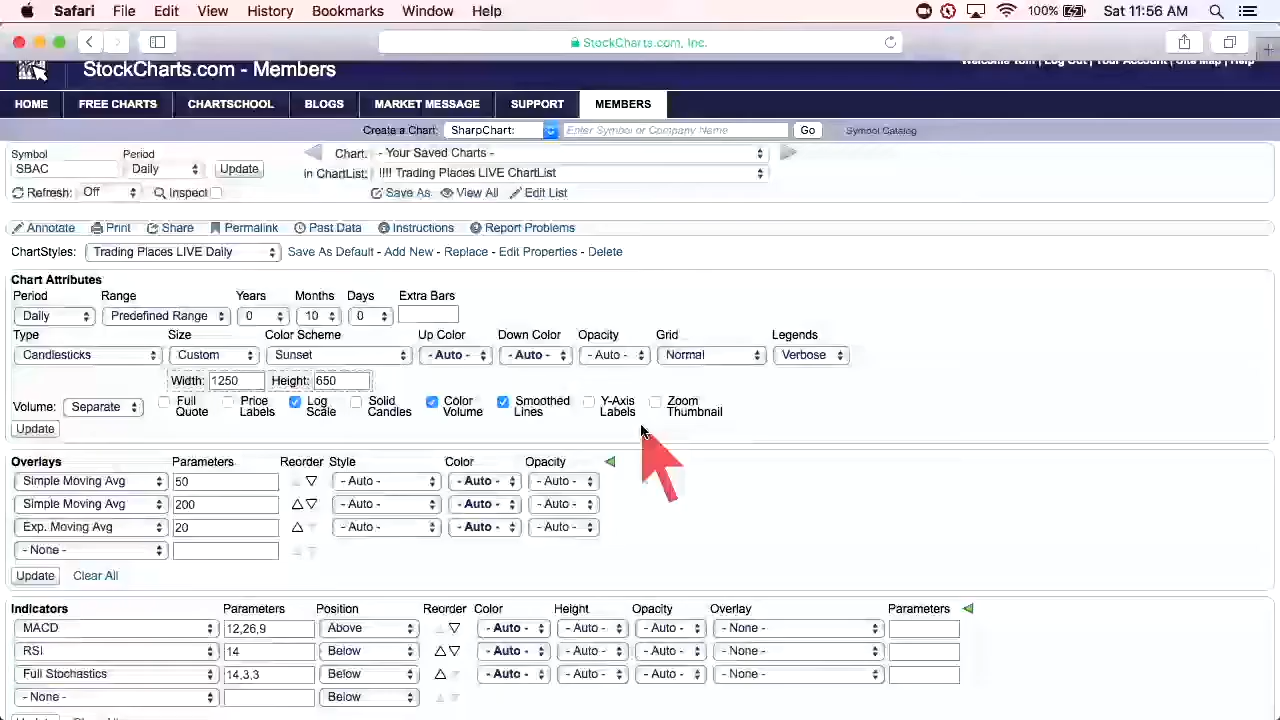 Safari File Edit View History Bookmarks Window Help 100% Sat 11:56 AM
StockCharts.com, Inc.
StockCharts.com - Members
Welcome Tom | Log Out | Your Account | Site Map | Help
HOME FREE CHARTS CHARTSCHOOL BLOGS MARKET MESSAGE SUPPORT MEMBERS
Create a Chart: SharpChart: Enter Symbol or Company Name Go Symbol Catalog
Symbol Period Chart: - Your Saved Charts -
SBAC Daily Update in ChartList: !!!! Trading Places LIVE ChartList
Refresh: Off Inspect Save As View All Edit List
Annotate Print Share Permalink Past Data Instructions Report Problems
ChartStyles: Trading Places LIVE Daily Save As Default - Add New - Replace - Edit Properties - Delete
Chart Attributes
Period Range Years Months Days Extra Bars
Daily Predefined Range 0 10 0
Type Size Color Scheme Up Color Down Color Opacity Grid Legends
Candlesticks Custom Sunset - Auto - - Auto - - Auto - Normal Verbose
Width: 1250 Height: 650
Volume: Separate Full Quote Price Labels Log Scale Solid Candles Color Volume Smoothed Lines Y-Axis Labels Zoom Thumbnail
Update
Overlays Parameters Reorder Style Color Opacity
Simple Moving Avg 50 - Auto - - Auto - - Auto -
Simple Moving Avg 200 - Auto - - Auto - - Auto -
Exp. Moving Avg 20 - Auto - - Auto - - Auto -
- None -
Update Clear All
Indicators Parameters Position Reorder Color Height Opacity Overlay Parameters
MACD 12,26,9 Above - Auto - - Auto - - Auto - - None -
RSI 14 Below - Auto - - Auto - - Auto - - None -
Full Stochastics 14,3,3 Below - Auto - - Auto - - Auto - - None -
- None - Below